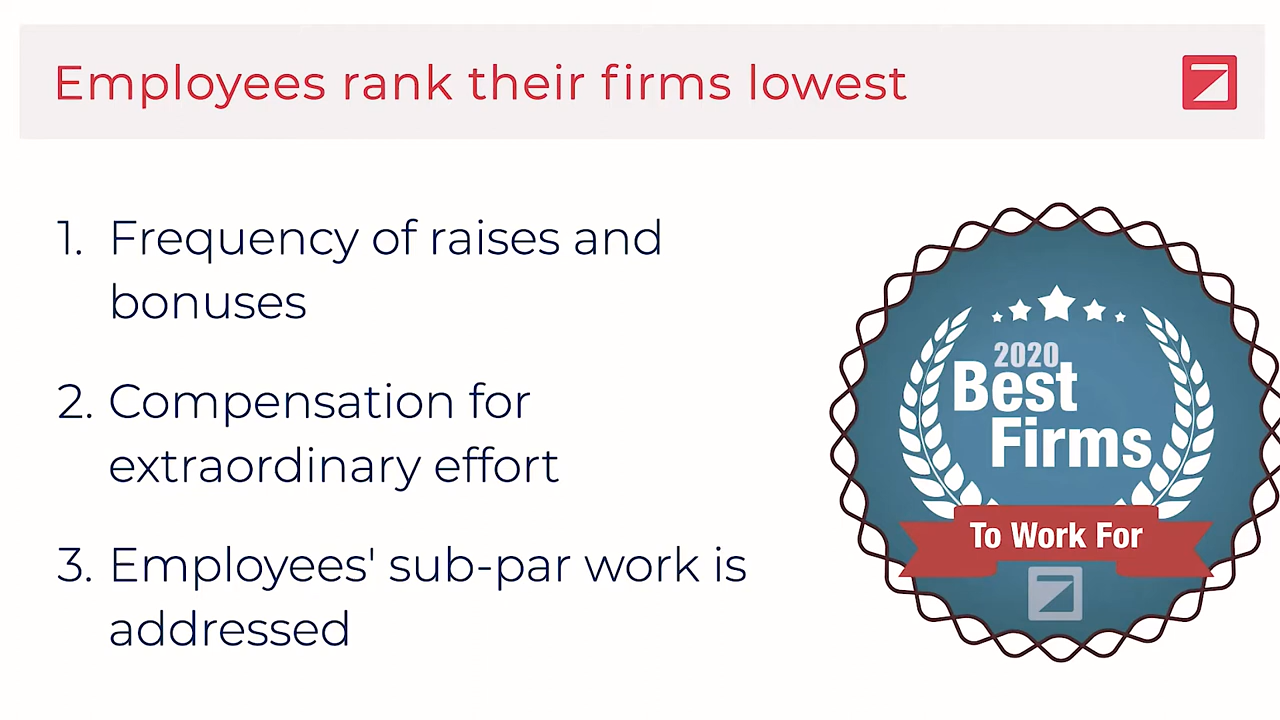 Employees rank their firms lowest
1. Frequency of raises and
bonuses
2. Compensation for
extraordinary effort
3. Employees' sub-par work is
addressed
2020
Best
Firms
To Work For